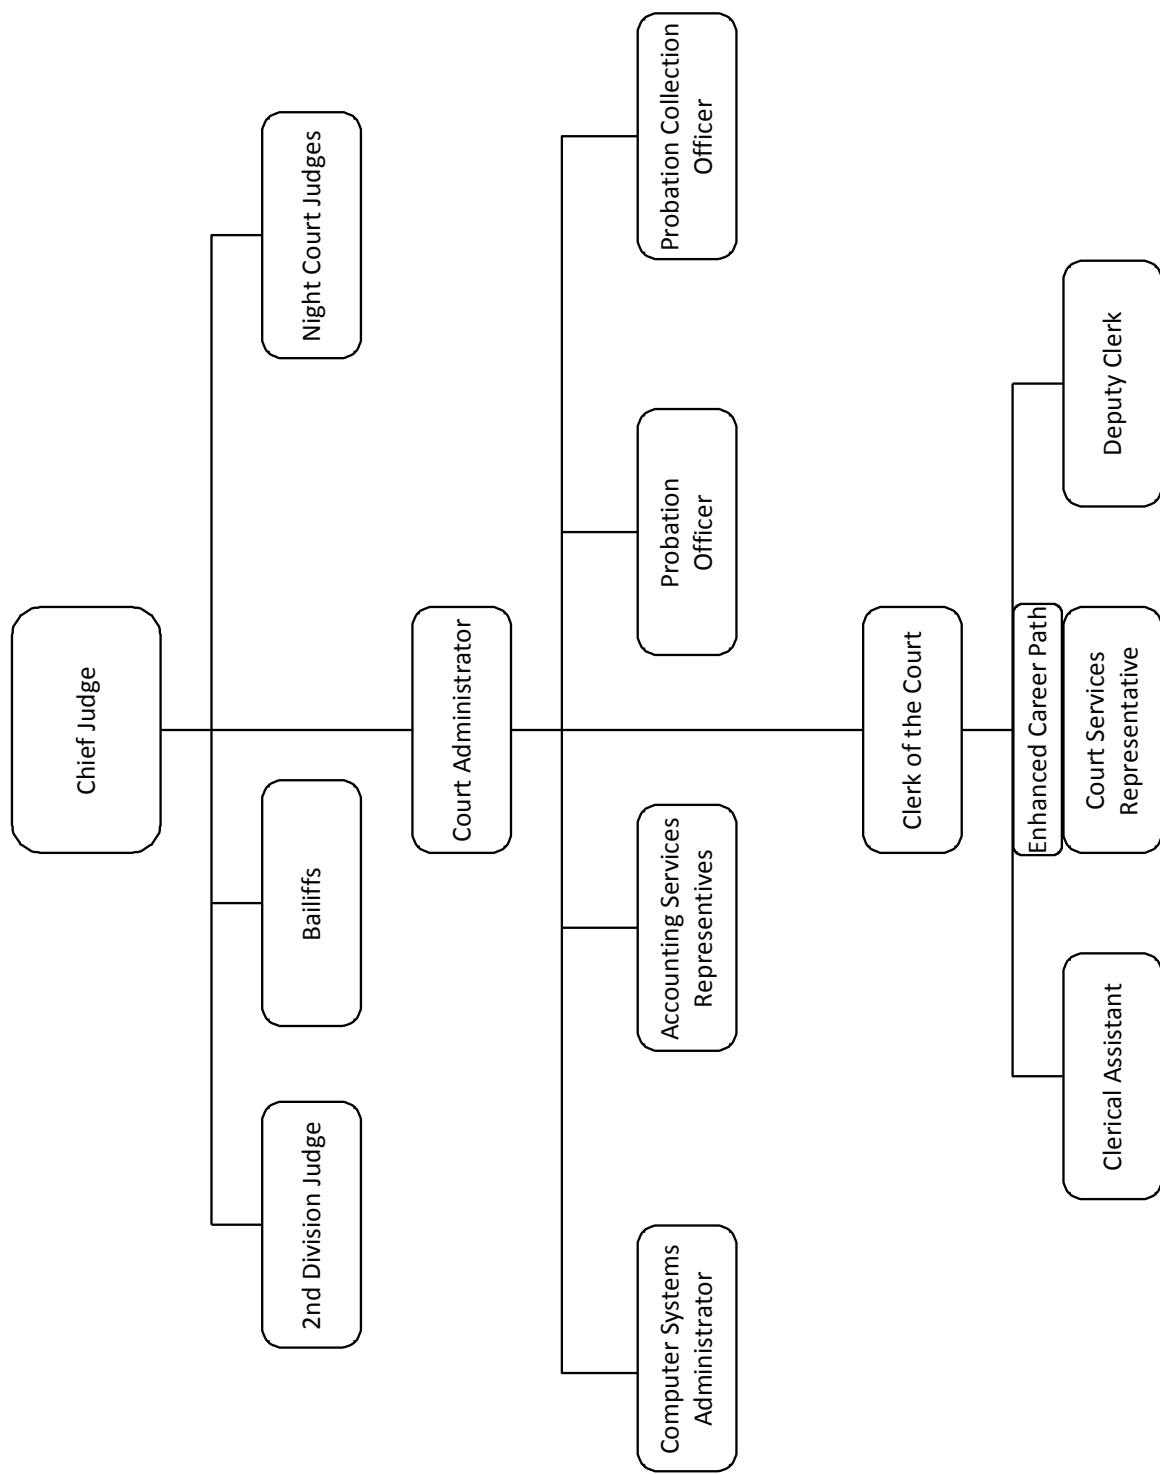 Chief Judge
2nd Division Judge
Bailiffs
Night Court Judges
Court Administrator
Computer Systems
Administrator
Accounting Services
Representives
Probation
Officer
Probation Collection
Officer
Clerk of the Court
Enhanced Career Path
Clerical Assistant
Court Services
Representative
Deputy Clerk